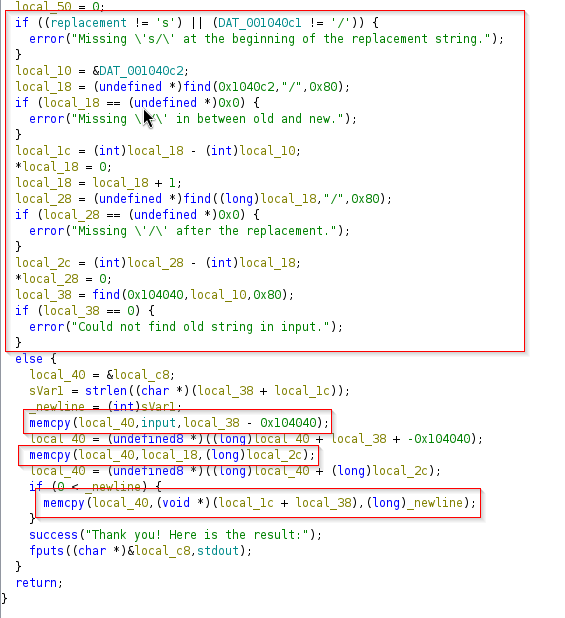 local_50 = 0;
if ((replacement != 's') || (DAT_001040c1 != '/')) {
error("Missing \'s/\' at the beginning of the replacement string.");
}
local_10 = &DAT_001040c2;
local_18 = (undefined *)find(0x1040c2,"/",0x80);
if (local_18 == (undefined *)0x0) {
error("Missing \'/\' in between old and new.");
}
local_1c = (int)local_18 - (int)local_10;
*local_18 = 0;
local_18 = local_18 + 1;
local_28 = (undefined *)find((long)local_18,"/",0x80);
if (local_28 == (undefined *)0x0) {
error("Missing \'/\' after the replacement.");
}
local_2c = (int)local_28 - (int)local_18;
*local_28 = 0;
local_38 = find(0x104040,local_10,0x80);
if (local_38 == 0) {
error("Could not find old string in input.");
}
else {
local_40 = &local_c8;
sVar1 = strlen((char *)(local_38 + local_1c));
_newline = (int)sVar1;
memcpy(local_40,input,local_38 - 0x104040);
local_40 = (undefined8 *)((long)local_40 + local_38 + -0x104040);
memcpy(local_40,local_18,(long)local_2c);
local_40 = (undefined8 *)((long)local_40 + (long)local_2c);
if (0 < _newline) {
memcpy(local_40,(void *)(local_1c + local_38),(long)_newline);
}
success("Thank you! Here is the result:");
fputs((char *)&local_c8,stdout);
}
return;
}